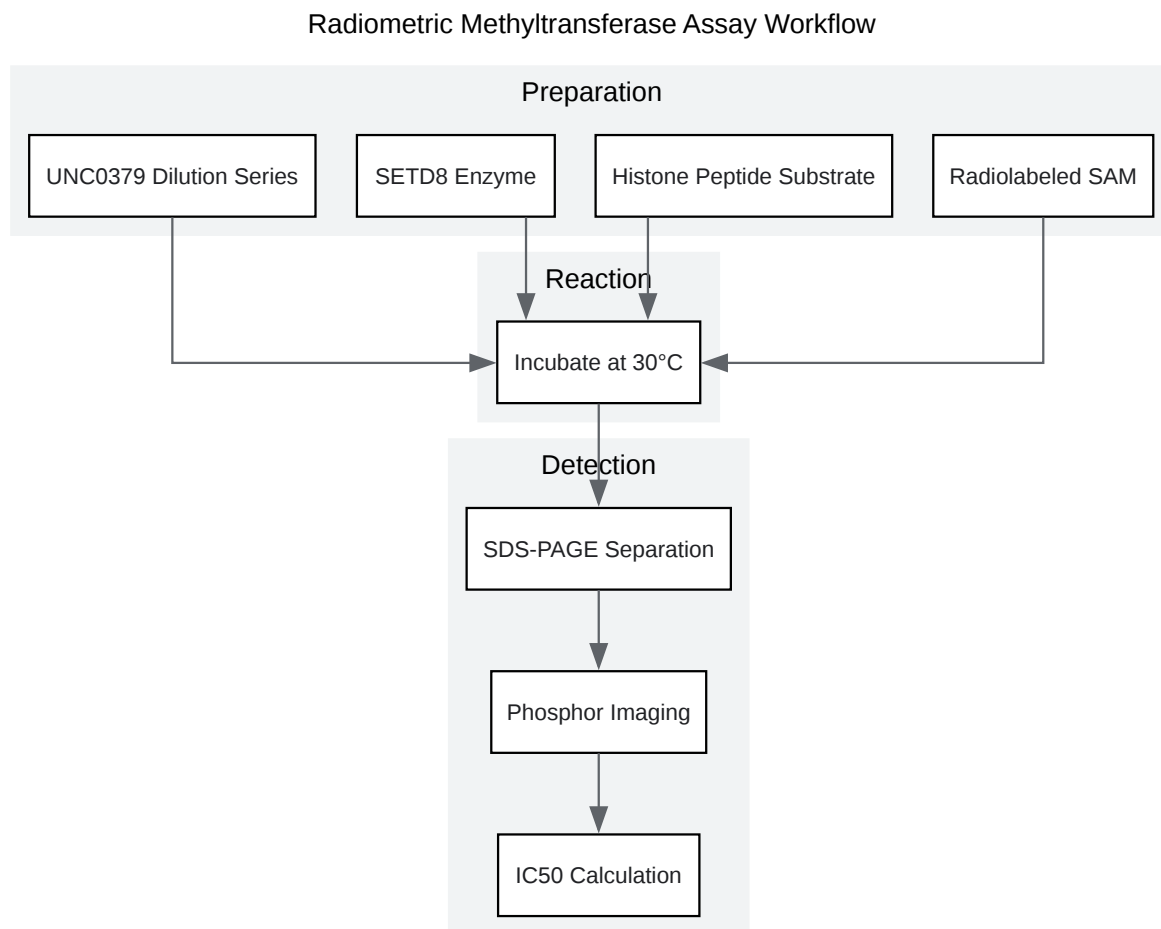 Radiometric Methyltransferase Assay Workflow
Preparation
UNC0379 Dilution Series
SETD8 Enzyme
Histone Peptide Substrate
Radiolabeled SAM
Reaction
Incubate at 30°C
Detection
SDS-PAGE Separation
Phosphor Imaging
IC50 Calculation